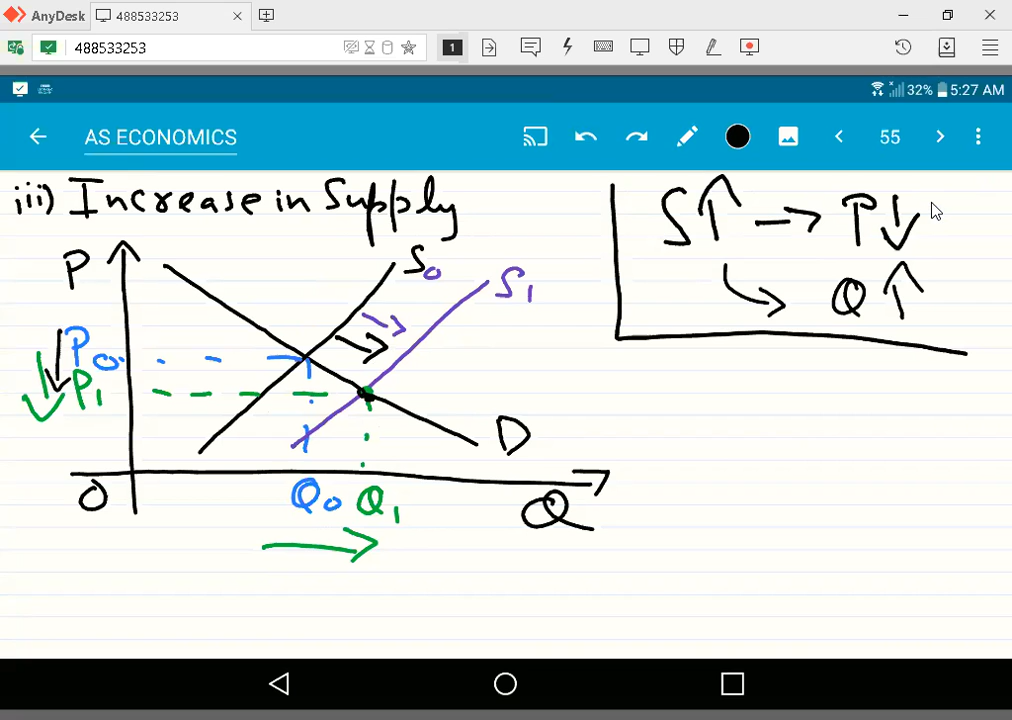 AnyDesk 488533253
488533253 1
32% 5:27 AM
AS ECONOMICS 55
iii) Increase in Supply
S↑ → P↓
↳ Q↑
P
S₀
S₁
P₀
P₁
D
O
Q₀ Q₁
Q